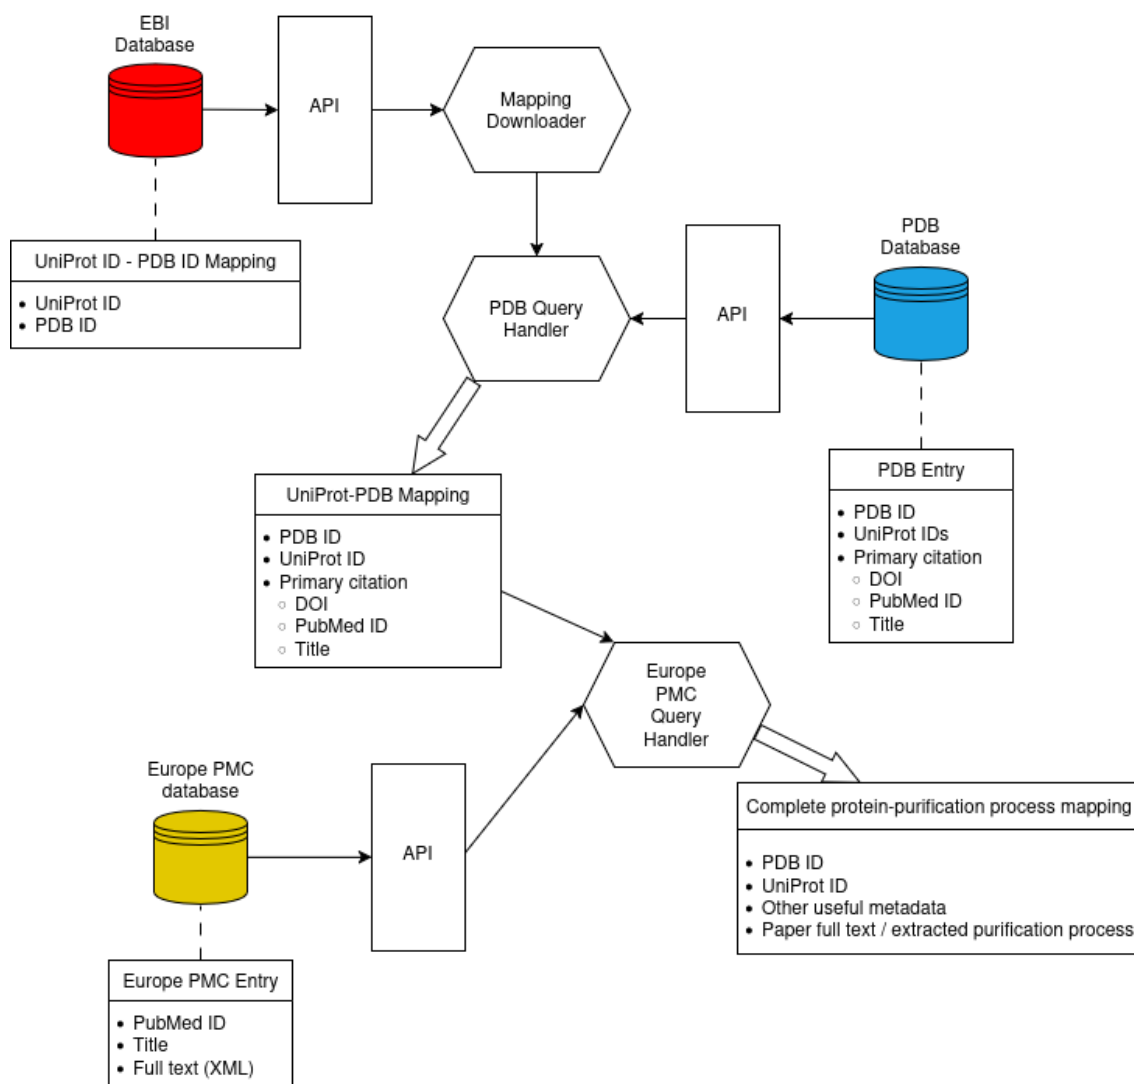 EBI
Database
API
Mapping
Downloader
UniProt ID - PDB ID Mapping
UniProt ID
PDB ID
PDB Query
Handler
API
PDB
Database
PDB Entry
PDB ID
UniProt IDs
Primary citation
DOI
PubMed ID
Title
UniProt-PDB Mapping
PDB ID
UniProt ID
Primary citation
DOI
PubMed ID
Title
Europe
PMC
Query
Handler
Europe PMC
database
API
Complete protein-purification process mapping
PDB ID
UniProt ID
Other useful metadata
Paper full text / extracted purification process
Europe PMC Entry
PubMed ID
Title
Full text (XML)